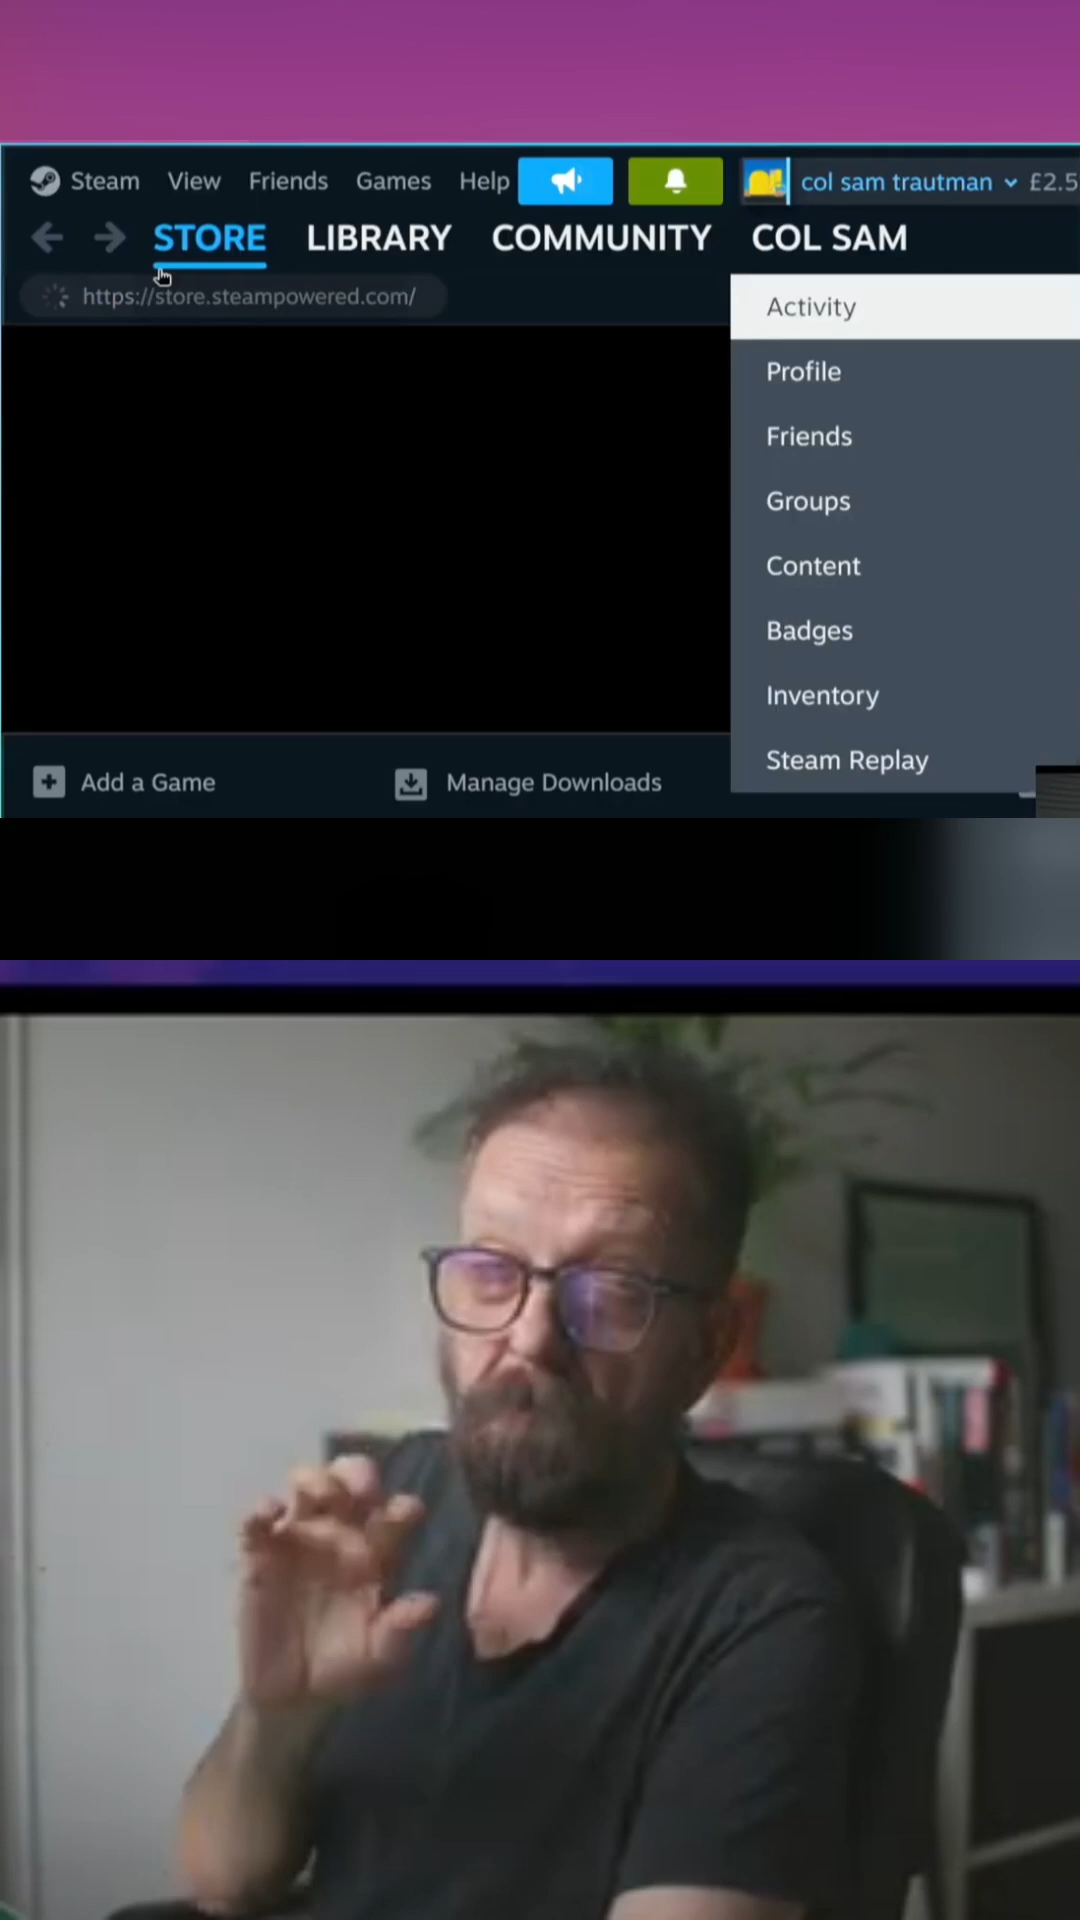 Steam View Friends Games Help col sam trautman £2.5
STORE LIBRARY COMMUNITY COL SAM
https://store.steampowered.com/
Activity
Profile
Friends
Groups
Content
Badges
Inventory
Steam Replay
Add a Game Manage Downloads